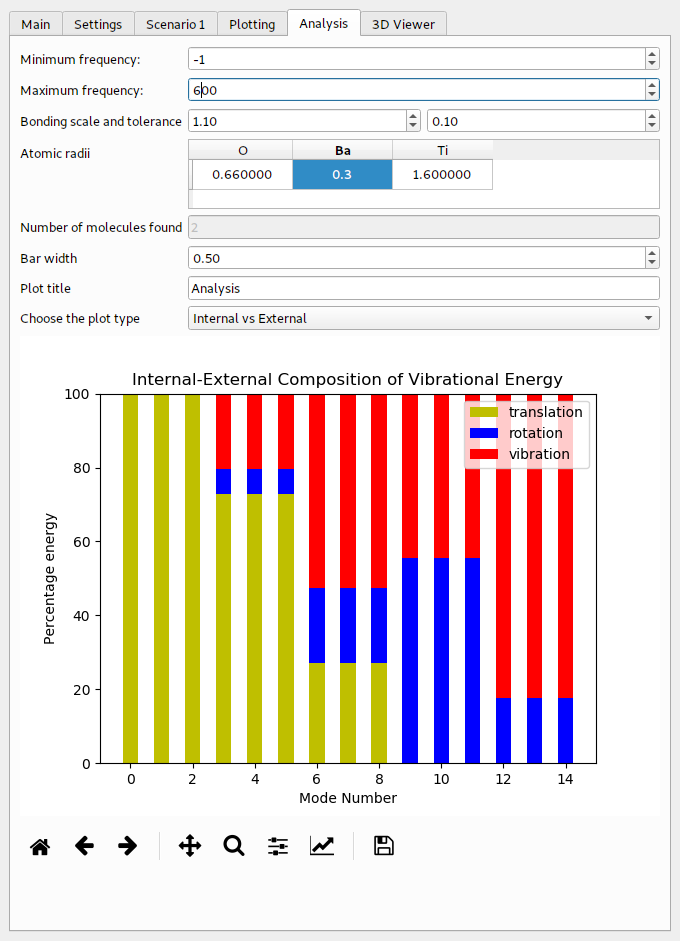 Main Settings Scenario 1 Plotting Analysis 3D Viewer
Minimum frequency: -1
Maximum frequency: 600
Bonding scale and tolerance 1.10 0.10
Atomic radii O Ba Ti
0.660000 0.3 1.600000
Number of molecules found 2
Bar width 0.50
Plot title Analysis
Choose the plot type Internal vs External
Internal-External Composition of Vibrational Energy
translation
rotation
vibration
Percentage energy
100
80
60
40
20
0
0 2 4 6 8 10 12 14
Mode Number